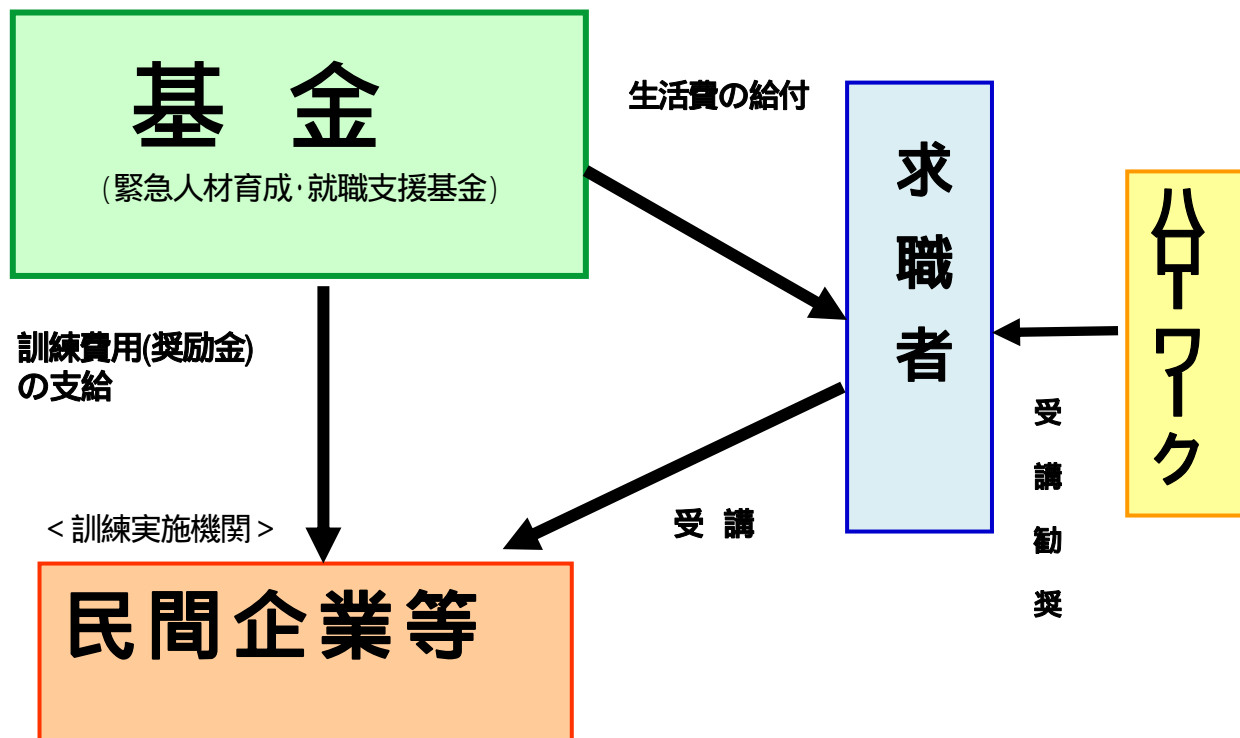 基 金
（緊急人材育成・就職支援基金）
生活費の給付
求職者
ハローワーク
訓練費用(奨励金)
の支給
受講勧奨
受 講
＜訓練実施機関＞
民間企業等